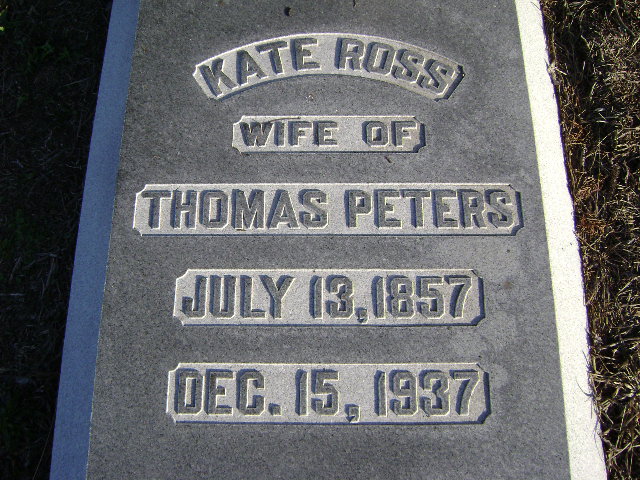 KATE ROSS
WIFE OF
THOMAS PETERS
JULY 13, 1857
DEC. 15, 1937